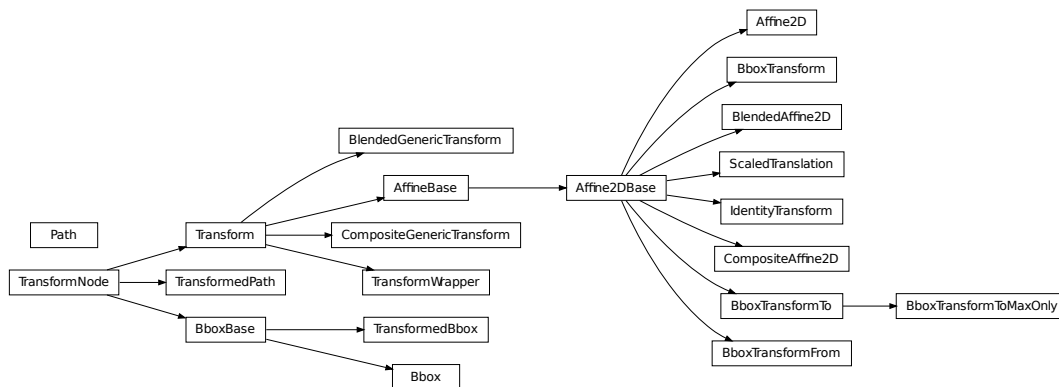 Affine2D
BboxTransform
BlendedAffine2D
BlendedGenericTransform
ScaledTranslation
AffineBase
Affine2DBase
IdentityTransform
Path
Transform
CompositeGenericTransform
CompositeAffine2D
TransformNode
TransformedPath
TransformWrapper
BboxTransformTo
BboxTransformToMaxOnly
BboxBase
TransformedBbox
BboxTransformFrom
Bbox